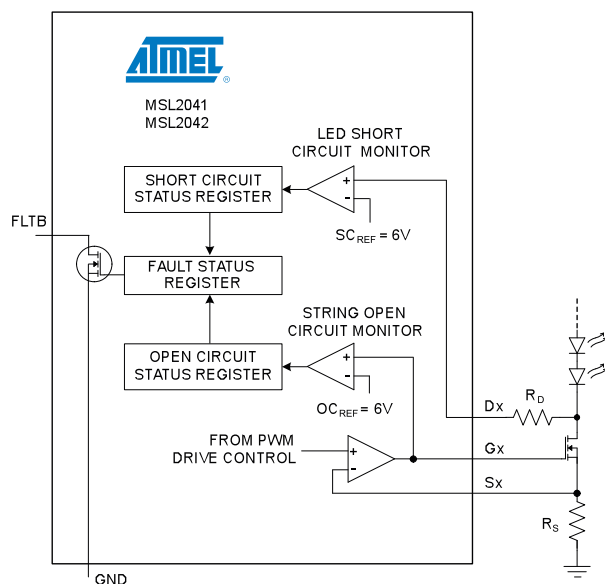 ATMEL
®
MSL2041
MSL2042
LED SHORT
CIRCUIT MONITOR
SHORT CIRCUIT
STATUS REGISTER
+
-
SC_REF = 6V
FLTB
FAULT STATUS
REGISTER
STRING OPEN
CIRCUIT MONITOR
OPEN CIRCUIT
STATUS REGISTER
+
-
OC_REF = 6V
Dx
R_D
FROM PWM
DRIVE CONTROL
+
-
Gx
Sx
R_S
GND